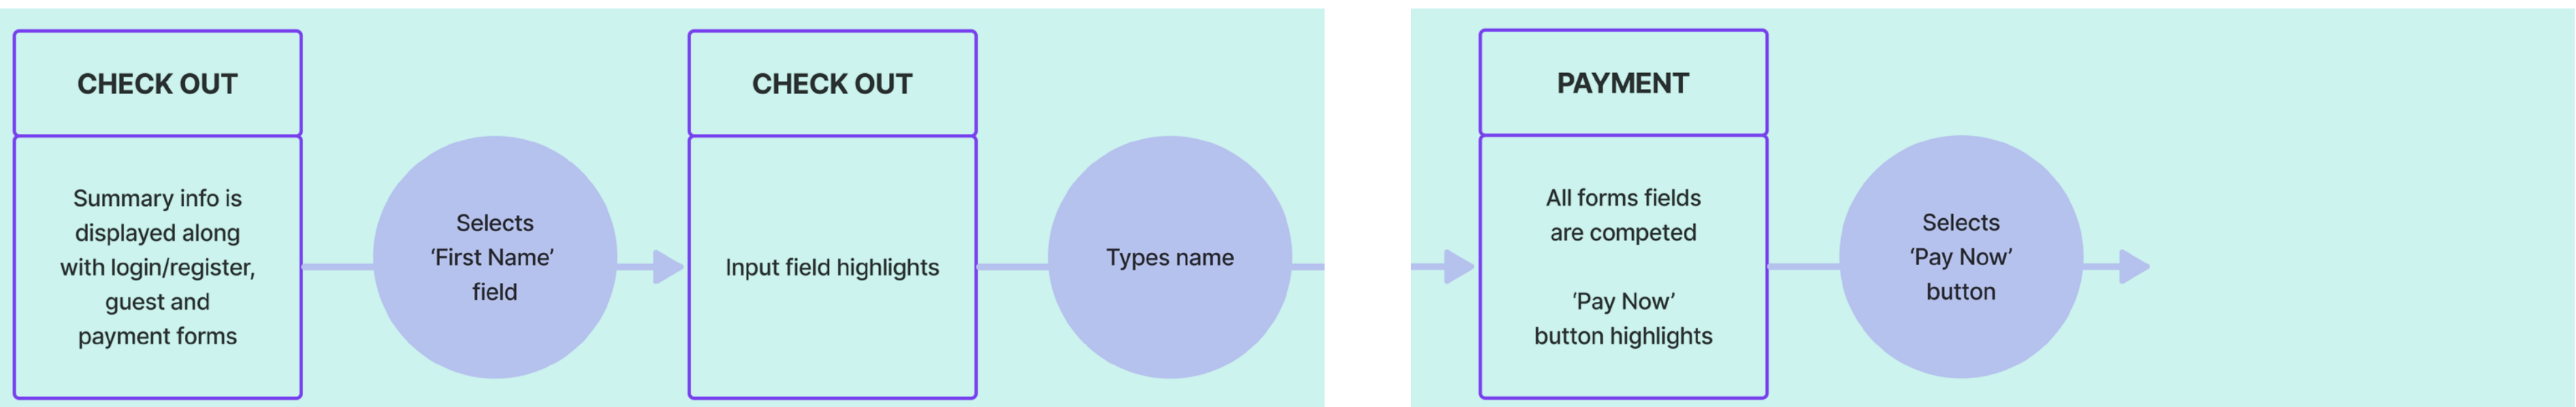 CHECK OUT
Summary info is
displayed along
with login/register,
guest and
payment forms
Selects
‘First Name’
field
CHECK OUT
Input field highlights
Types name
PAYMENT
All forms fields
are competed
‘Pay Now’
button highlights
Selects
‘Pay Now’
button